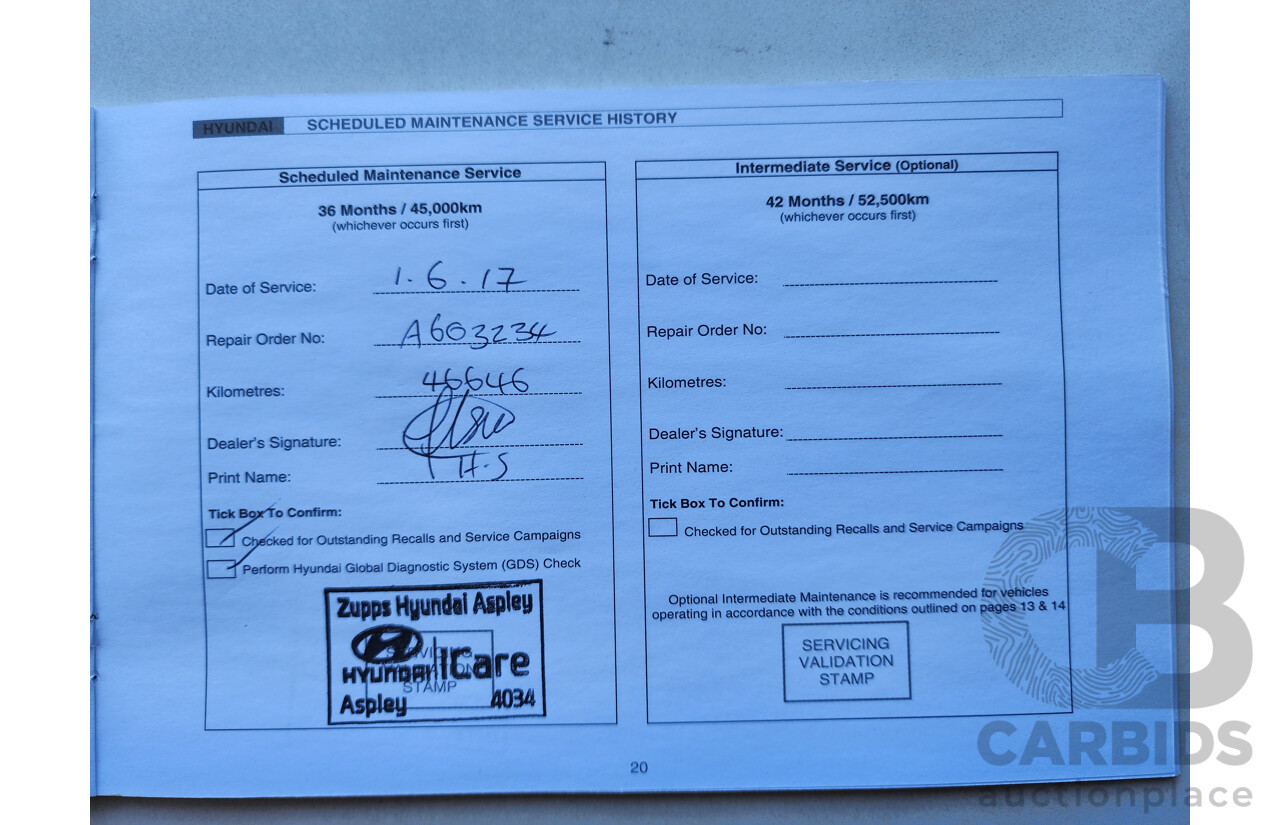 HYUNDAI SCHEDULED MAINTENANCE SERVICE HISTORY
Scheduled Maintenance Service
36 Months / 45,000km
(whichever occurs first)
Date of Service: 1.6.17
Repair Order No: A603234
Kilometres: 46646
Dealer's Signature:
Print Name: H.S
Tick Box To Confirm:
Checked for Outstanding Recalls and Service Campaigns
Perform Hyundai Global Diagnostic System (GDS) Check
Zupps Hyundai Aspley
HYUNDAI iCare
SERVICING
VALIDATION
STAMP
Aspley 4034
Intermediate Service (Optional)
42 Months / 52,500km
(whichever occurs first)
Date of Service:
Repair Order No:
Kilometres:
Dealer's Signature:
Print Name:
Tick Box To Confirm:
Checked for Outstanding Recalls and Service Campaigns
Optional Intermediate Maintenance is recommended for vehicles
operating in accordance with the conditions outlined on pages 13 & 14
SERVICING
VALIDATION
STAMP
20
CB
CARBIDS
auctionplace